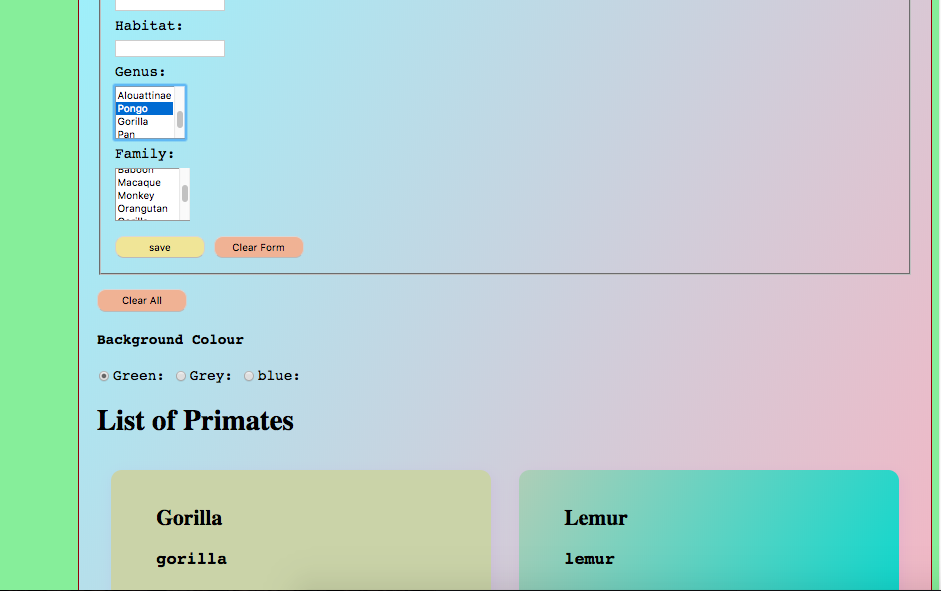 Habitat:
Genus:
Alouattinae
Pongo
Gorilla
Pan
Family:
Baboon
Macaque
Monkey
Orangutan
Gorilla
save Clear Form
Clear All
Background Colour
Green: Grey: blue:
List of Primates
Gorilla Lemur
gorilla lemur